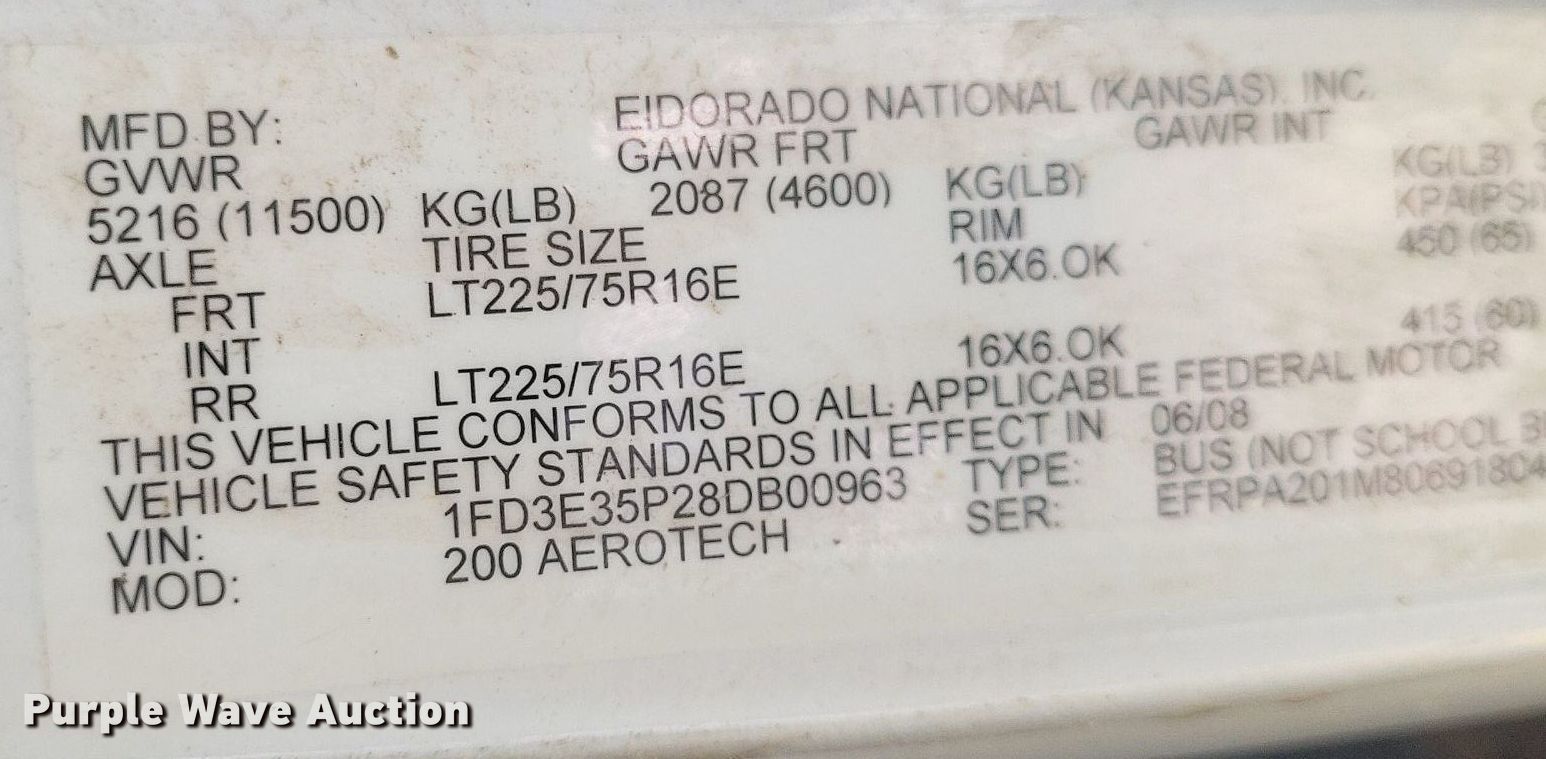 MFD BY: EIDORADO NATIONAL (KANSAS), INC.
GVWR GAWR FRT GAWR INT
5216 (11500) KG(LB) 2087 (4600) KG(LB) KG(LB)
AXLE TIRE SIZE RIM KPA(PSI)
FRT LT225/75R16E 16X6.OK 450 (65)
INT
RR LT225/75R16E 16X6.OK 415 (60)
THIS VEHICLE CONFORMS TO ALL APPLICABLE FEDERAL MOTOR
VEHICLE SAFETY STANDARDS IN EFFECT IN 06/08
VIN: 1FD3E35P28DB00963 TYPE: BUS (NOT SCHOOL
MOD: 200 AEROTECH SER: EFRPA201M80691804
Purple Wave Auction